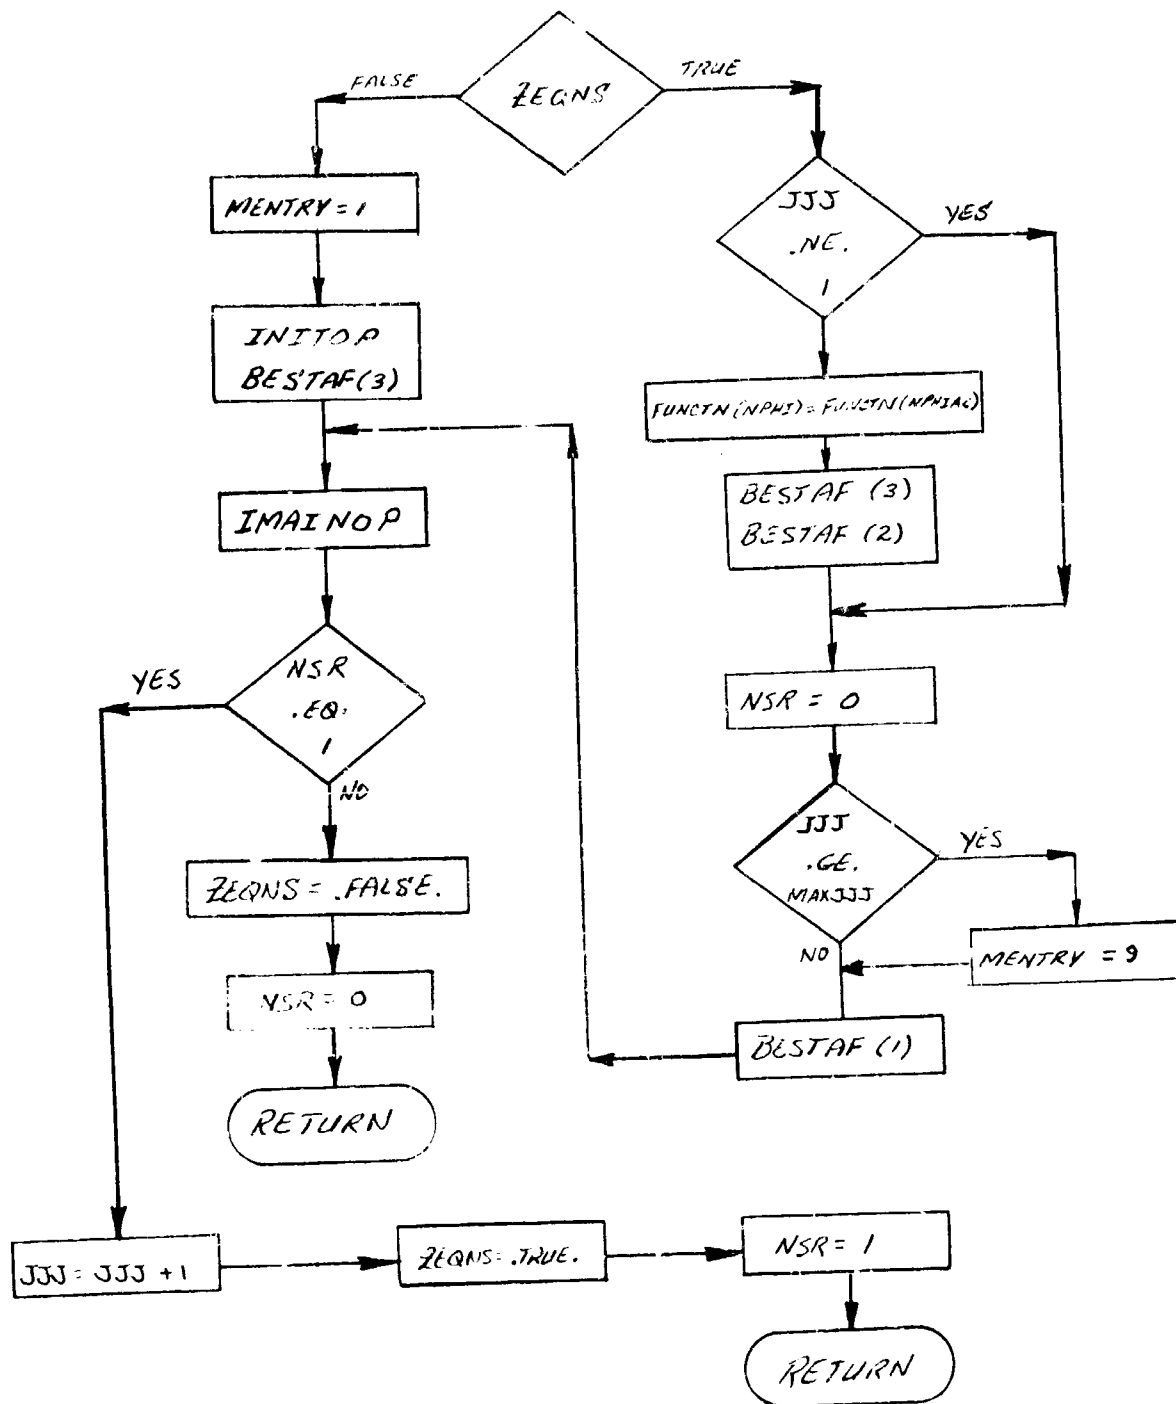 ZEQNS
FALSE
TRUE
MENTRY = 1
INITOP
BESTAF(3)
IMAINOP
NSR
.EQ.
1
YES
NO
ZEQNS = .FALSE.
NSR = 0
RETURN
JJJ
.NE.
1
YES
FUNCTN(NPHI) = FUNCTN(NPHIAC)
BESTAF (3)
BESTAF (2)
NSR = 0
JJJ
.GE.
MAXJJJ
YES
NO
MENTRY = 9
BESTAF (1)
JJJ = JJJ + 1
ZEQNS = .TRUE.
NSR = 1
RETURN